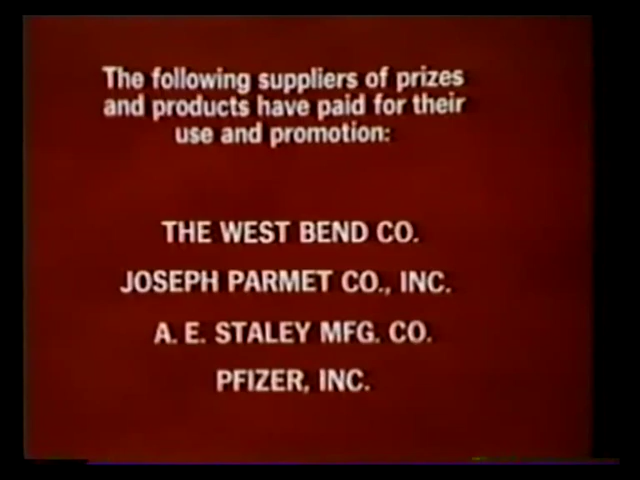 The following suppliers of prizes
and products have paid for their
use and promotion:
THE WEST BEND CO.
JOSEPH PARMET CO., INC.
A. E. STALEY MFG. CO.
PFIZER, INC.